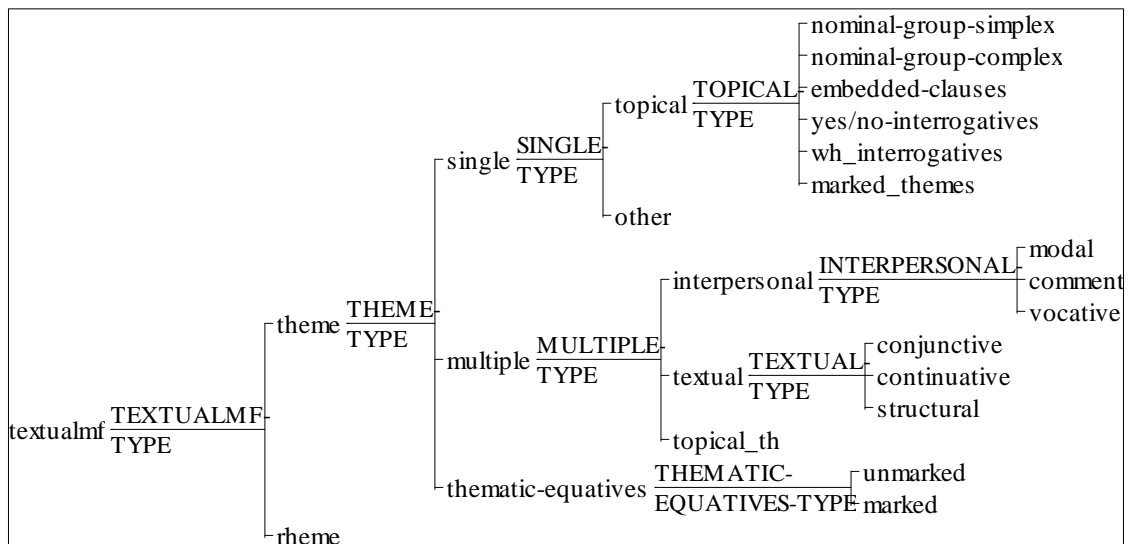 nominal-group-simplex
nominal-group-complex
embedded-clauses
yes/no-interrogatives
wh_interrogatives
marked_themes
topical TOPICAL
TYPE
single SINGLE
TYPE
other
modal
comment
vocative
interpersonal INTERPERSONAL
TYPE
theme THEME
TYPE
multiple MULTIPLE
TYPE
conjunctive
continuative
structural
textual TEXTUAL
TYPE
topical_th
textualmf TEXTUALMF
TYPE
thematic-equatives THEMATIC-
EQUATIVES-TYPE
unmarked
marked
rheme